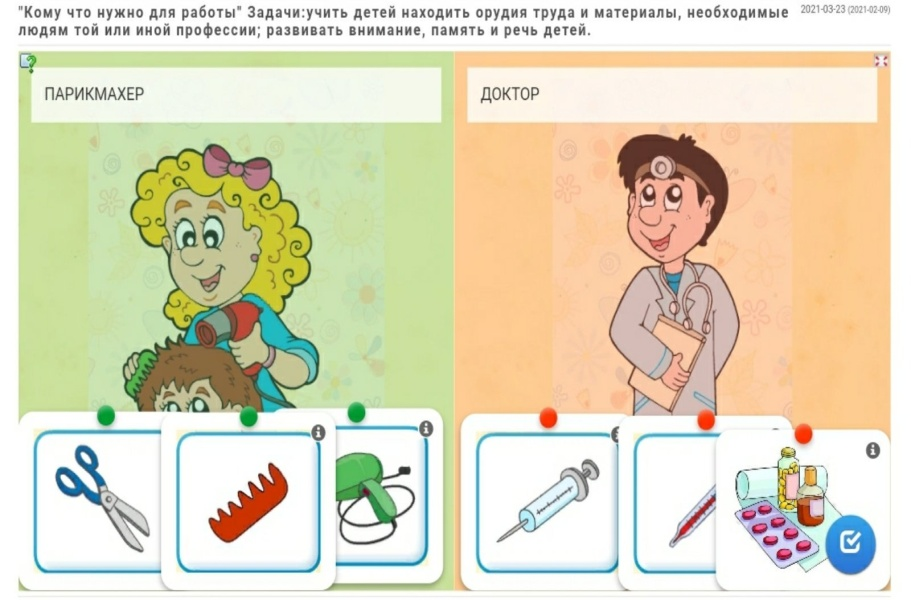 "Кому что нужно для работы" Задачи:учить детей находить орудия труда и материалы, необходимые
людям той или иной профессии; развивать внимание, память и речь детей.
2021-03-23 (2021-02-09)
ПАРИКМАХЕР
ДОКТОР